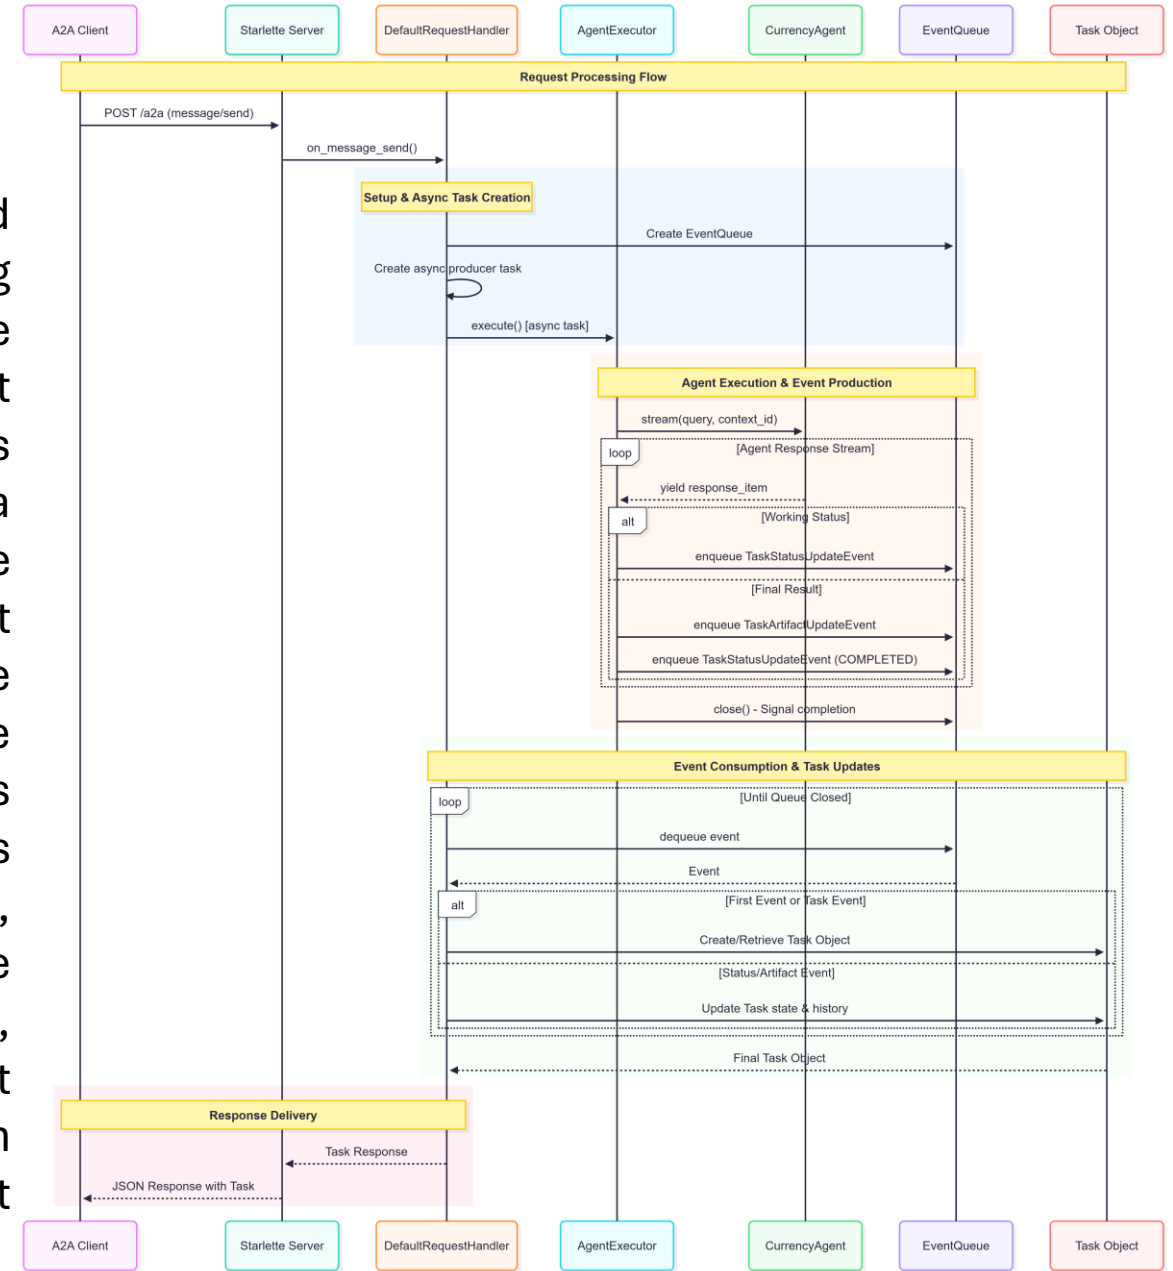 A2A Client Starlette Server DefaultRequestHandler AgentExecutor CurrencyAgent EventQueue Task Object
Request Processing Flow
POST /a2a (message/send)
on_message_send()
Setup & Async Task Creation
Create EventQueue
Create async producer task
execute() [async task]
Agent Execution & Event Production
stream(query, context_id)
loop [Agent Response Stream]
yield response_item
alt [Working Status]
enqueue TaskStatusUpdateEvent
[Final Result]
enqueue TaskArtifactUpdateEvent
enqueue TaskStatusUpdateEvent (COMPLETED)
close() - Signal completion
Event Consumption & Task Updates
loop [Until Queue Closed]
dequeue event
Event
alt [First Event or Task Event]
Create/Retrieve Task Object
[Status/Artifact Event]
Update Task state & history
Final Task Object
Response Delivery
Task Response
JSON Response with Task
A2A Client Starlette Server DefaultRequestHandler AgentExecutor CurrencyAgent EventQueue Task Object